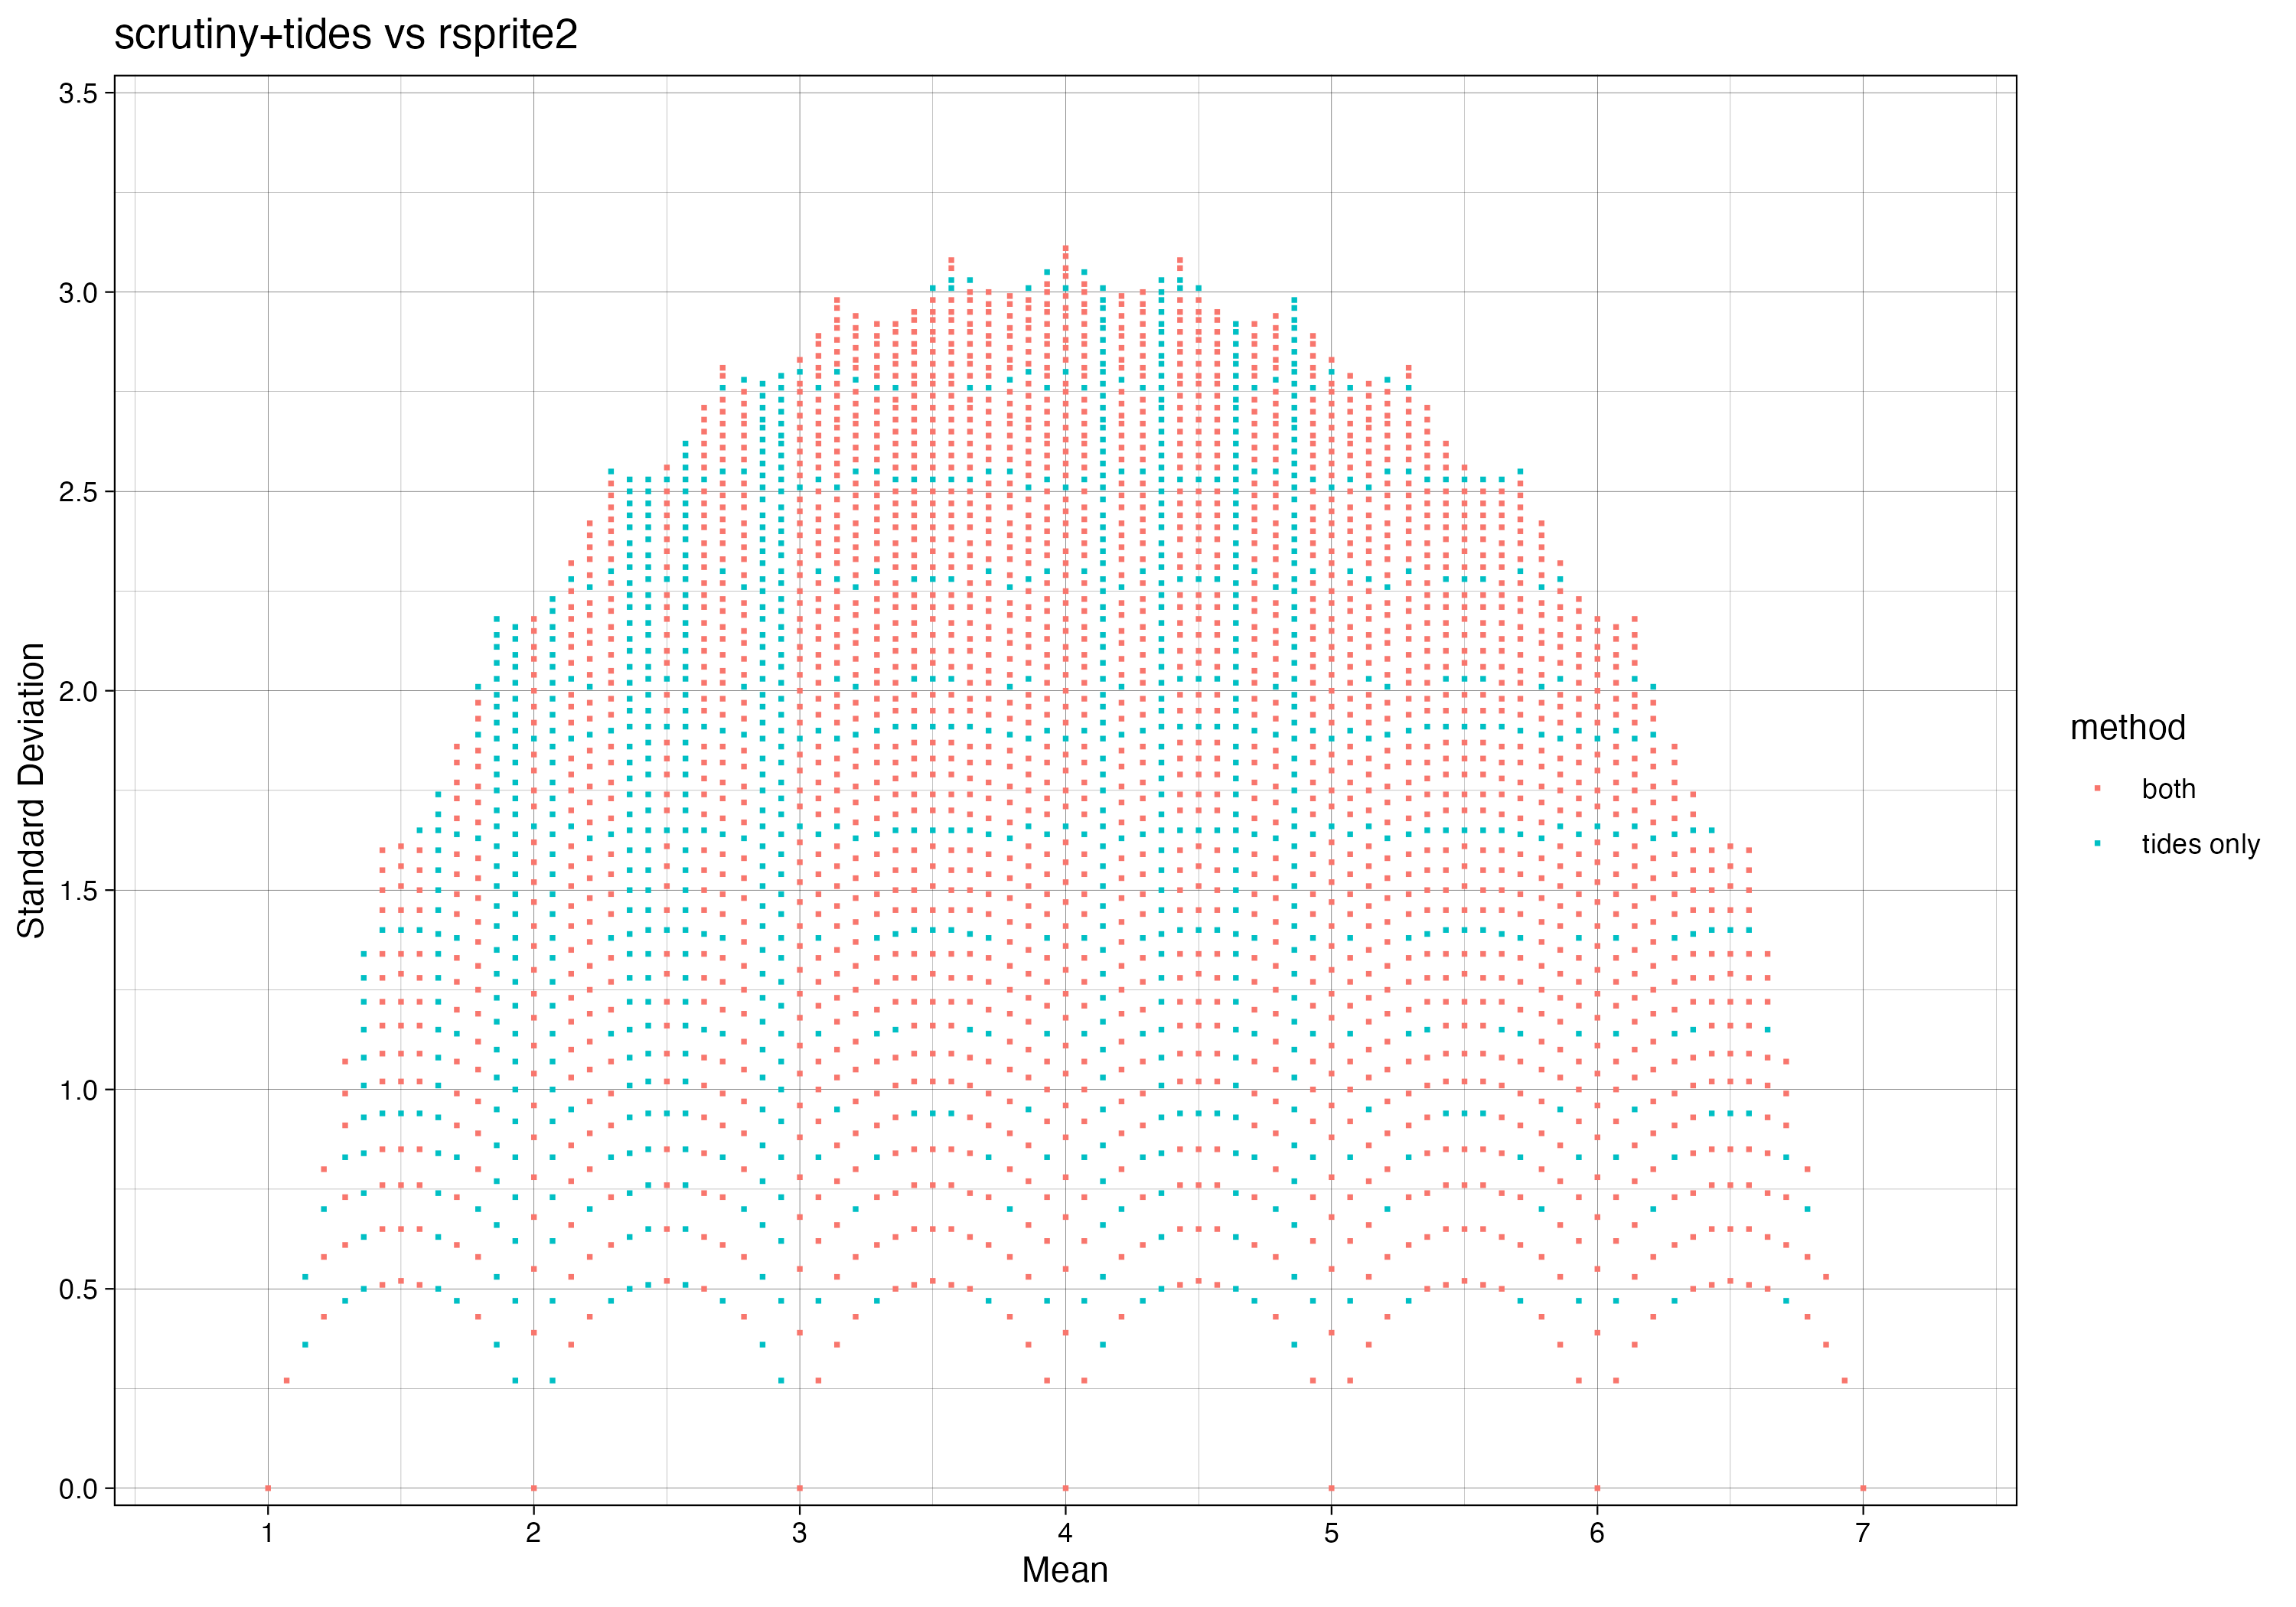 scrutiny+tides vs rsprite2
3.5
3.0
2.5
2.0
1.5
1.0
0.5
0.0
Standard Deviation
1 2 3 4 5 6 7
Mean
method
both
tides only